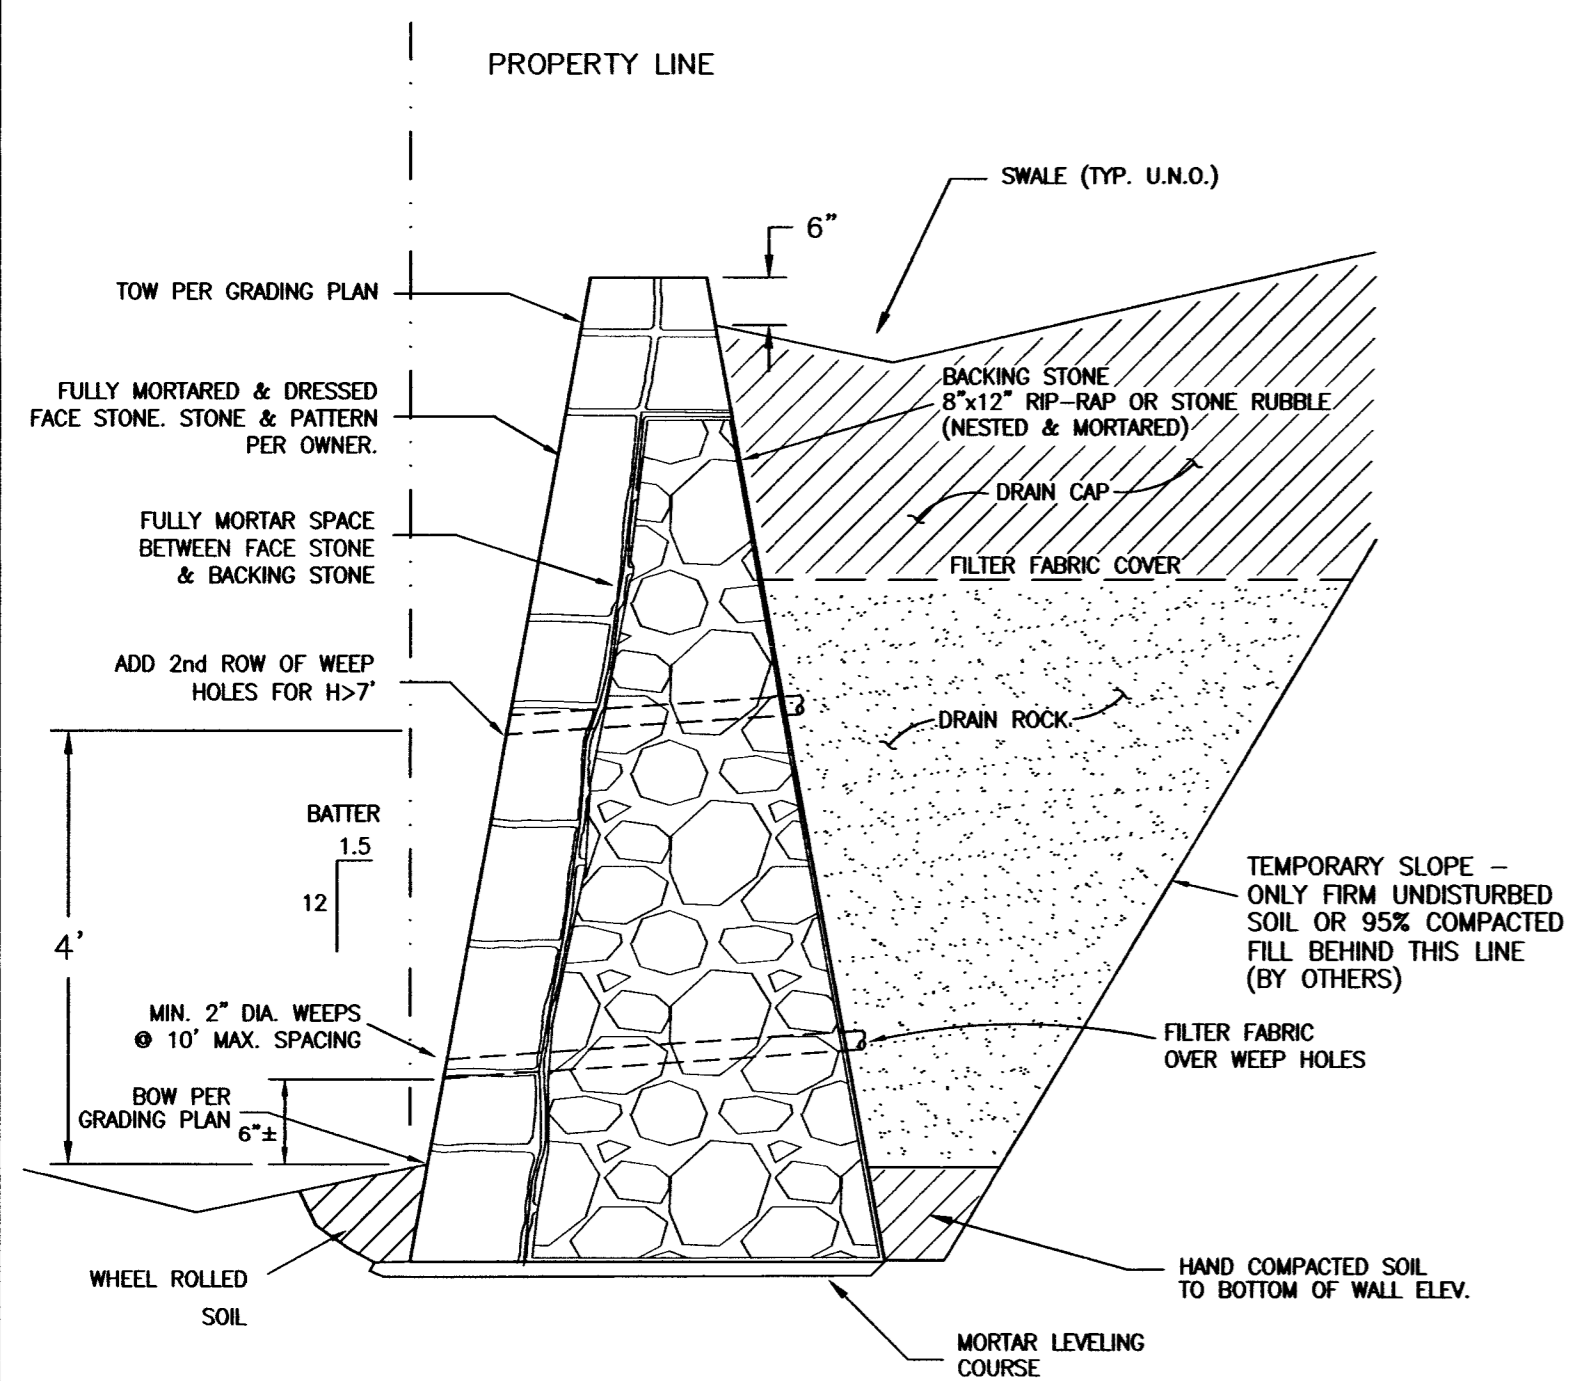 PROPERTY LINE
SWALE (TYP. U.N.O.)
6"
TOW PER GRADING PLAN
FULLY MORTARED & DRESSED
FACE STONE. STONE & PATTERN
PER OWNER.
BACKING STONE
8"x12" RIP-RAP OR STONE RUBBLE
(NESTED & MORTARED)
DRAIN CAP
FULLY MORTAR SPACE
BETWEEN FACE STONE
& BACKING STONE
FILTER FABRIC COVER
ADD 2nd ROW OF WEEP
HOLES FOR H>7'
DRAIN ROCK
BATTER
1.5
12
4'
TEMPORARY SLOPE -
ONLY FIRM UNDISTURBED
SOIL OR 95% COMPACTED
FILL BEHIND THIS LINE
(BY OTHERS)
MIN. 2" DIA. WEEPS
@ 10' MAX. SPACING
FILTER FABRIC
OVER WEEP HOLES
BOW PER
GRADING PLAN
6"±
WHEEL ROLLED
SOIL
HAND COMPACTED SOIL
TO BOTTOM OF WALL ELEV.
MORTAR LEVELING
COURSE